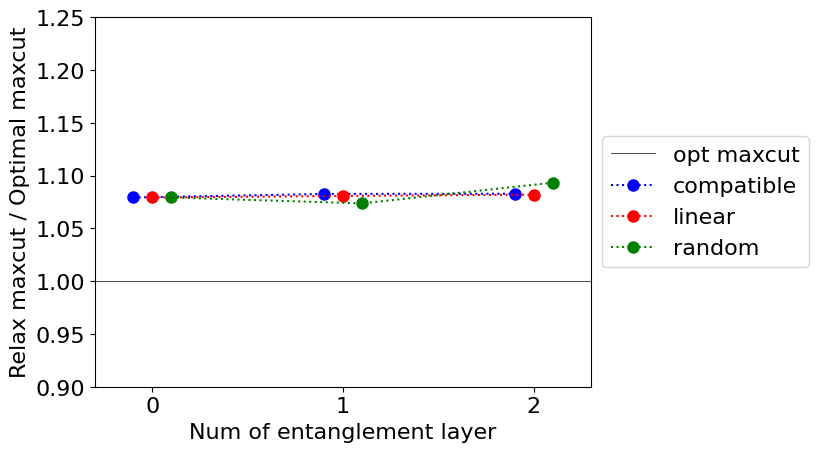 Relax maxcut / Optimal maxcut
1.25
1.20
1.15
1.10
1.05
1.00
0.95
0.90
0 1 2
Num of entanglement layer
opt maxcut
compatible
linear
random